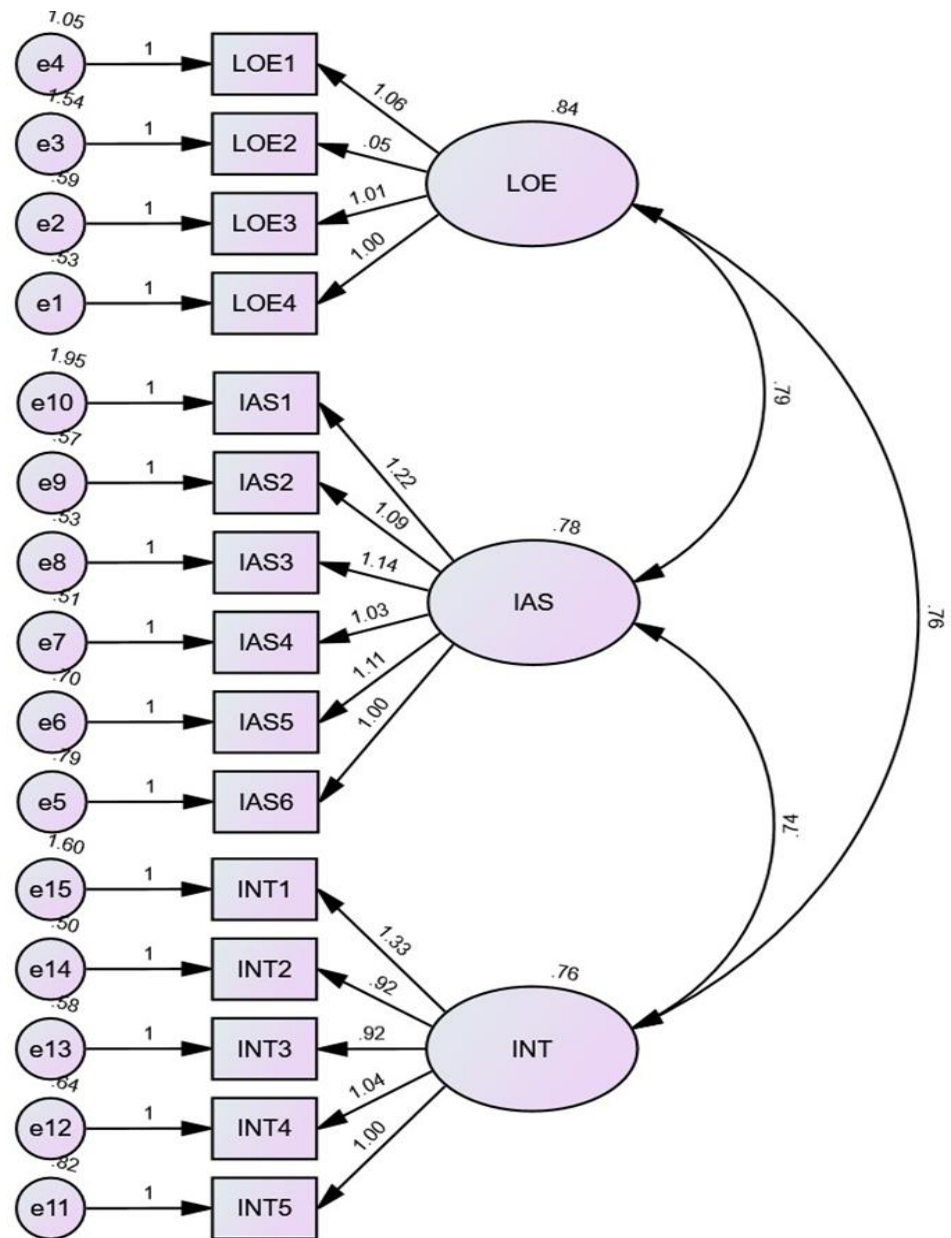 1.05
e4 1 LOE1
1.06
.84
1.54
e3 1 LOE2
.05
LOE
.59
e2 1 LOE3
1.01
.53
e1 1 LOE4
1.00
1.95
e10 1 IAS1
1.22
.79
.57
e9 1 IAS2
1.09
.53
e8 1 IAS3
1.14
.78
.51
e7 1 IAS4
1.03
IAS
.76
.70
e6 1 IAS5
1.11
.79
e5 1 IAS6
1.00
.74
1.60
e15 1 INT1
1.33
.50
e14 1 INT2
.92
.76
.58
e13 1 INT3
.92
INT
.64
e12 1 INT4
1.04
.82
e11 1 INT5
1.00